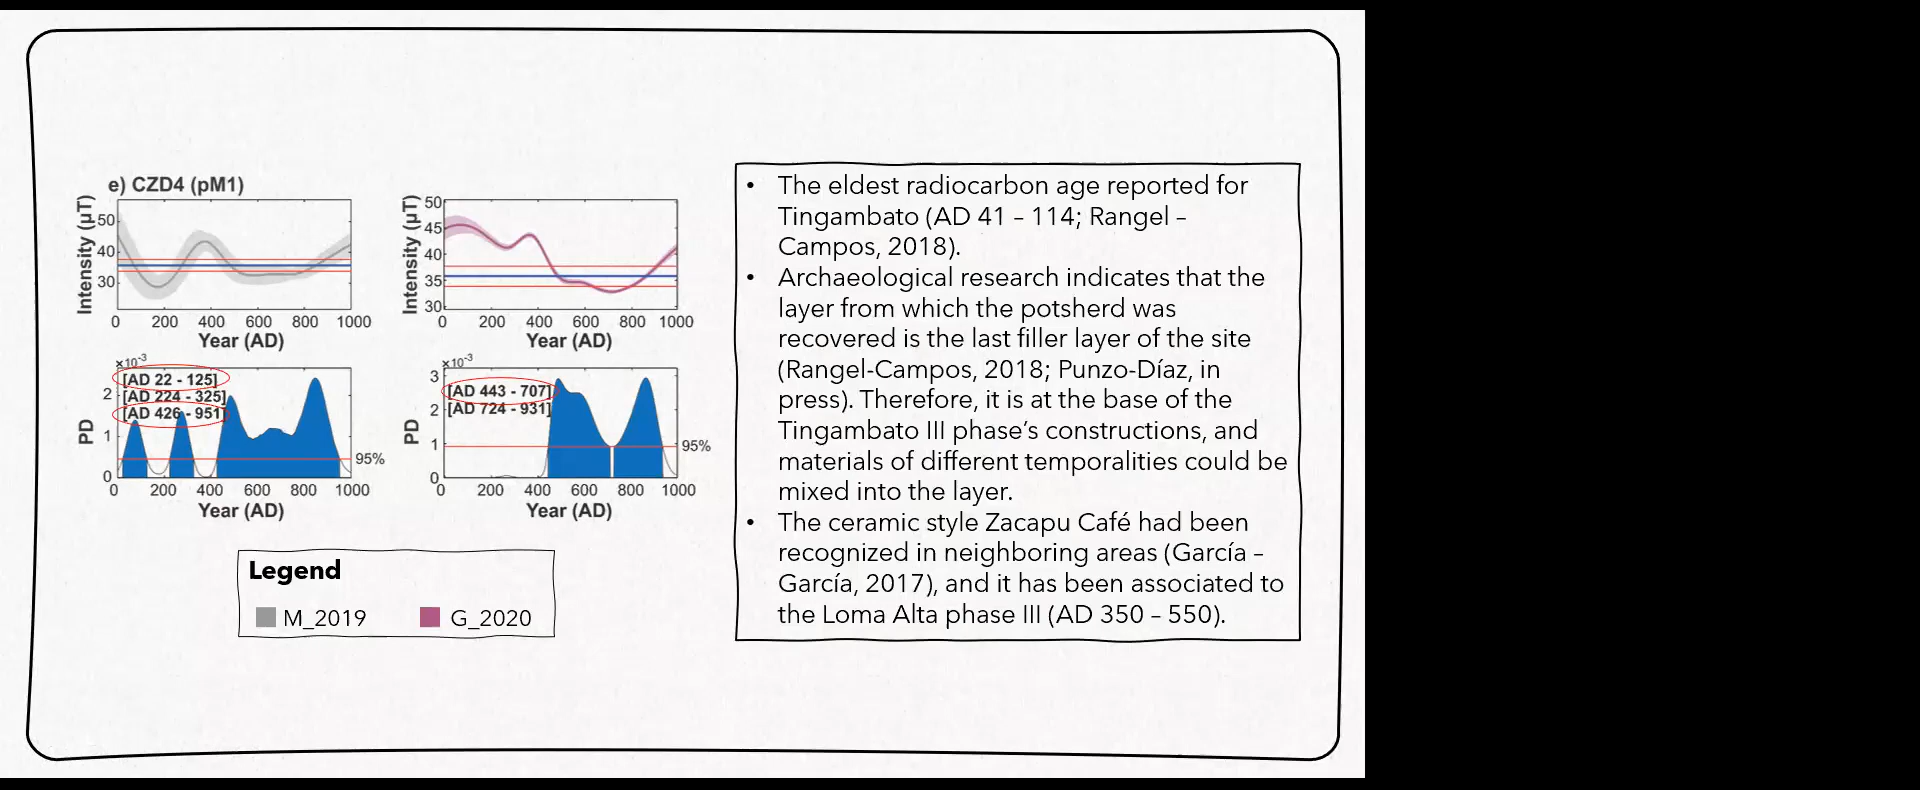 e) CZD4 (pM1)
Intensity (µT)
50
40
30
0 200 400 600 800 1000
Year (AD)
Intensity (µT)
50
45
40
35
30
0 200 400 600 800 1000
Year (AD)
×10-3
[AD 22 - 125]
[AD 224 - 325]
[AD 426 - 951]
PD
2
1
0
95%
0 200 400 600 800 1000
Year (AD)
×10-3
[AD 443 - 707]
[AD 724 - 931]
PD
3
2
1
0
95%
0 200 400 600 800 1000
Year (AD)
Legend
M_2019 G_2020
• The eldest radiocarbon age reported for
Tingambato (AD 41 – 114; Rangel –
Campos, 2018).
• Archaeological research indicates that the
layer from which the potsherd was
recovered is the last filler layer of the site
(Rangel-Campos, 2018; Punzo-Díaz, in
press). Therefore, it is at the base of the
Tingambato III phase’s constructions, and
materials of different temporalities could be
mixed into the layer.
• The ceramic style Zacapu Café had been
recognized in neighboring areas (García –
García, 2017), and it has been associated to
the Loma Alta phase III (AD 350 – 550).